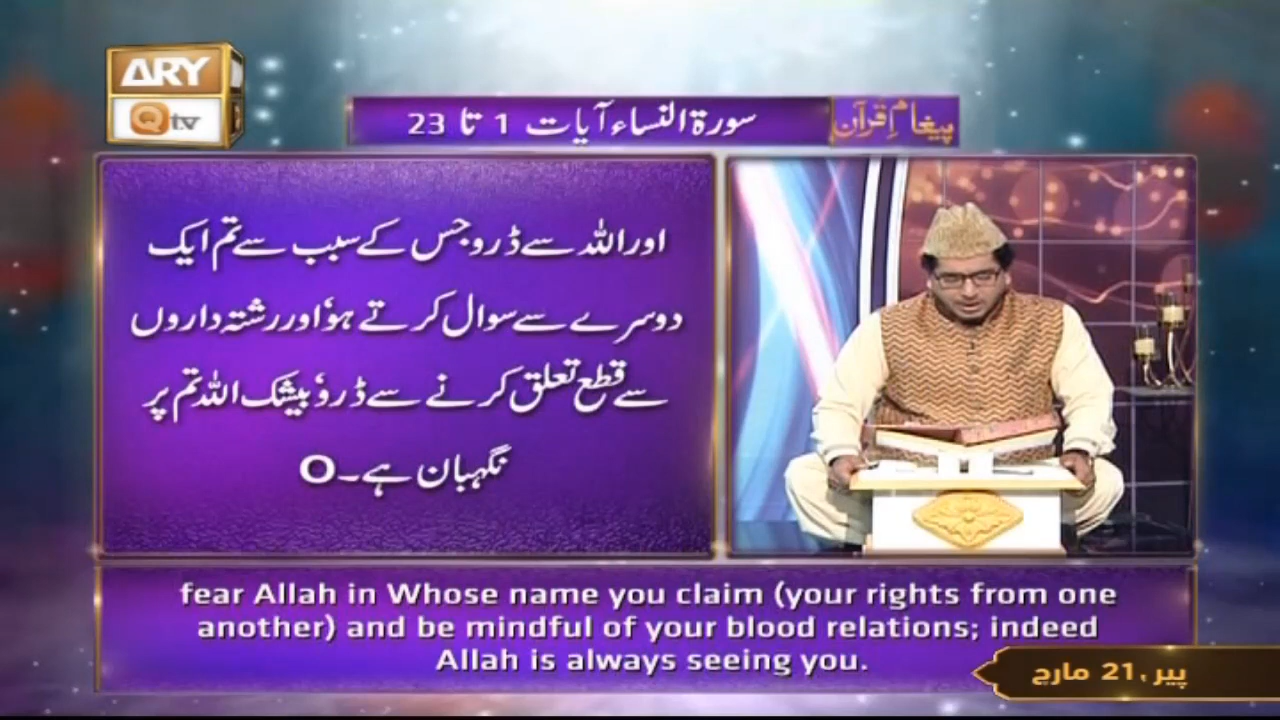 ARY
Qtv
پیغامِ قرآن
سورۃ النساء آیات 1 تا 23
اور اللہ سے ڈرو جس کے سبب سے تم ایک
دوسرے سے سوال کرتے ہو‘ اور رشتہ داروں
سے قطع تعلق کرنے سے ڈرو‘ بیشک اللہ تم پر
نگہبان ہے۔O
fear Allah in Whose name you claim (your rights from one
another) and be mindful of your blood relations; indeed
Allah is always seeing you.
پیر، 21 مارچ